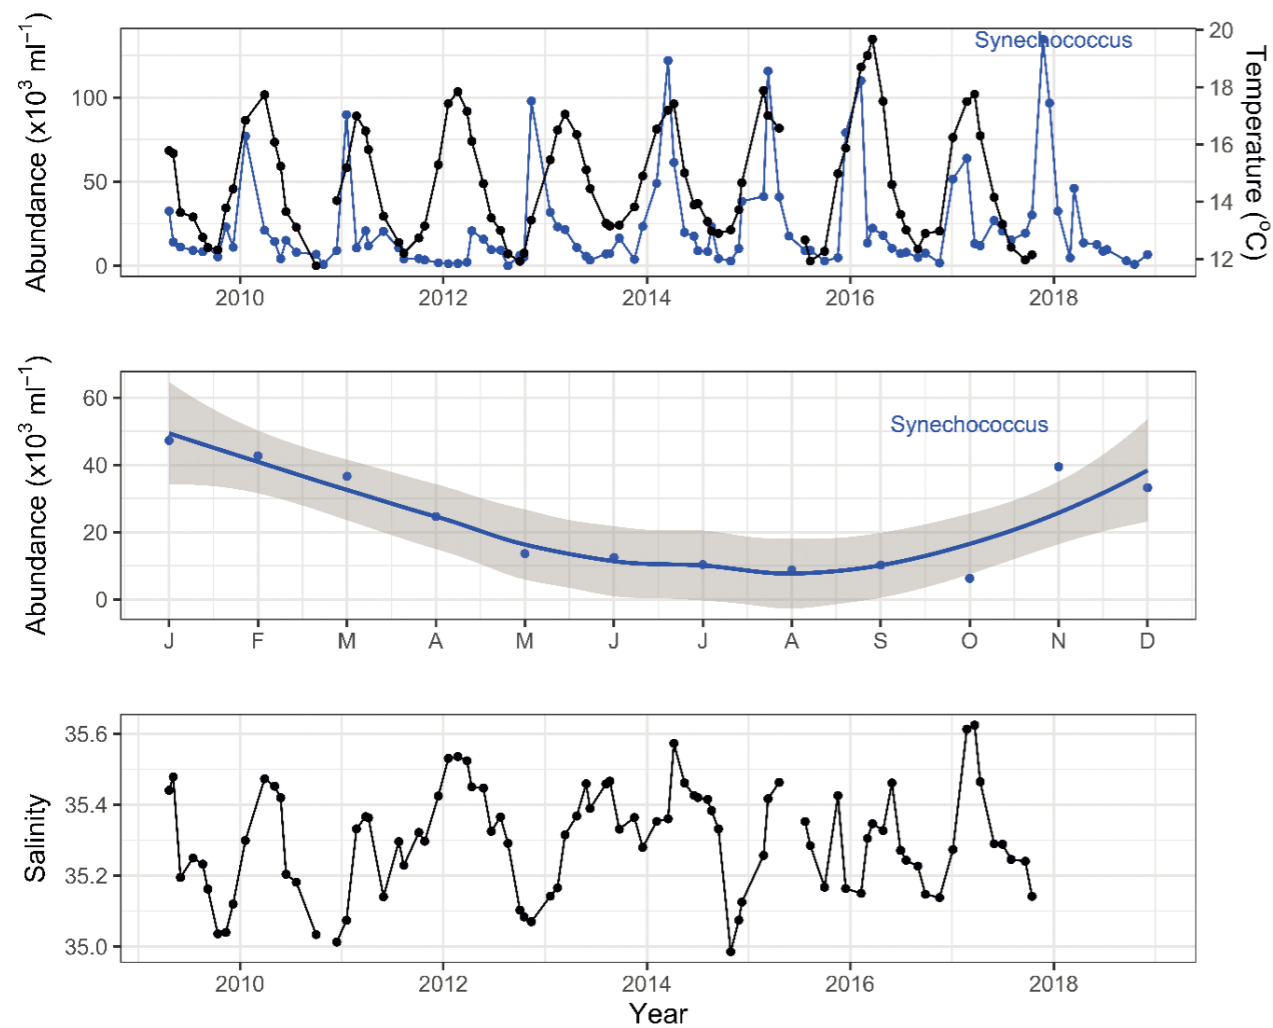 Abundance (x10³ ml⁻¹)
100
50
0
Synechococcus
20
18
16
14
12
Temperature (°C)
2010 2012 2014 2016 2018
Abundance (x10³ ml⁻¹)
60
40
20
0
Synechococcus
J F M A M J J A S O N D
Salinity
35.6
35.4
35.2
35.0
2010 2012 2014 2016 2018
Year